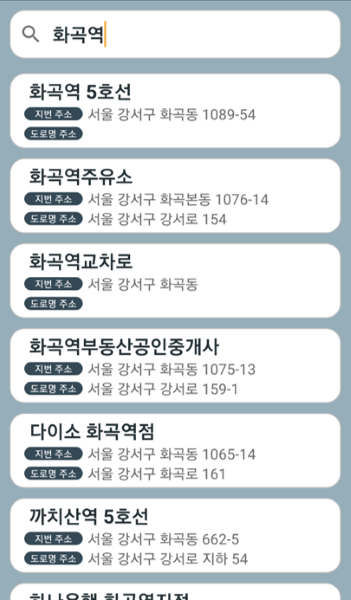 화곡역
화곡역 5호선
지번 주소 서울 강서구 화곡동 1089-54
도로명 주소
화곡역주유소
지번 주소 서울 강서구 화곡본동 1076-14
도로명 주소 서울 강서구 강서로 154
화곡역교차로
지번 주소 서울 강서구 화곡동
도로명 주소
화곡역부동산공인중개사
지번 주소 서울 강서구 화곡동 1075-13
도로명 주소 서울 강서구 강서로 159-1
다이소 화곡역점
지번 주소 서울 강서구 화곡동 1065-14
도로명 주소 서울 강서구 화곡로 161
까치산역 5호선
지번 주소 서울 강서구 화곡동 662-5
도로명 주소 서울 강서구 강서로 지하 54